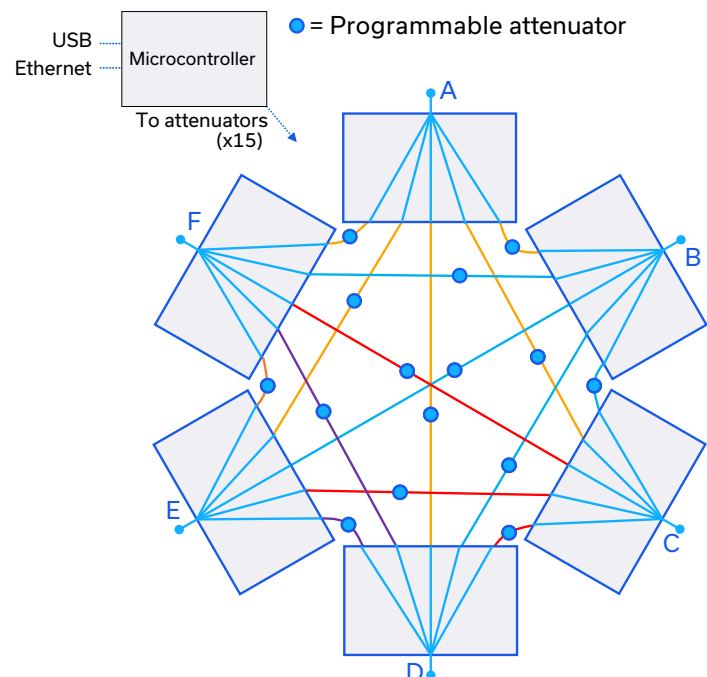 = Programmable attenuator
USB
Ethernet
Microcontroller
To attenuators
(x15)
A
F
B
E
C
D